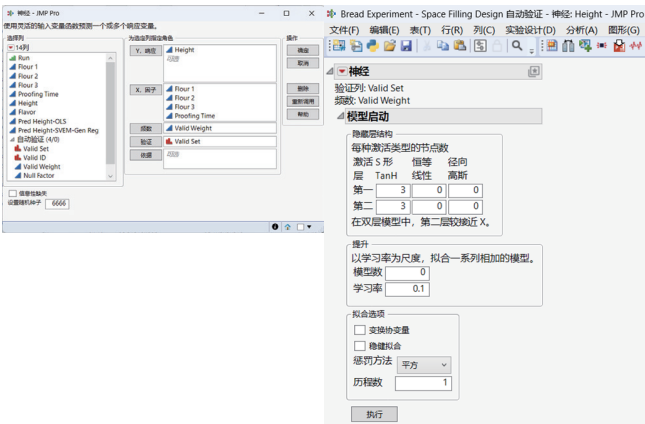 神经 - JMP Pro
使用灵活的输入变量函数预测一个或多个响应变量。
选择列
14列
Run
Flour 1
Flour 2
Flour 3
Proofing Time
Height
Flavor
Pred Height-OLS
Pred Height-SVEM-Gen Reg
自动验证 (4/0)
Valid Set
Valid ID
Valid Weight
Null Factor
信息性缺失
设置随机种子 6666
为选定列指定角色
Y，响应 Height
可选
X，因子 Flour 1
Flour 2
Flour 3
Proofing Time
频数 Valid Weight
验证 Valid Set
依据 可选
操作
确定
取消
删除
重新调用
帮助
Bread Experiment - Space Filling Design 自动验证 - 神经: Height - JMP Pro
文件(F) 编辑(E) 表(T) 行(R) 列(C) 实验设计(D) 分析(A) 图形(G)
神经
验证列: Valid Set
频数: Valid Weight
模型启动
隐藏层结构
每种激活类型的节点数
激活 S 形 恒等 径向
层 TanH 线性 高斯
第一 3 0 0
第二 3 0 0
在双层模型中，第二层较接近 X。
提升
以学习率为尺度，拟合一系列相加的模型。
模型数 0
学习率 0.1
拟合选项
变换协变量
稳健拟合
惩罚方法 平方
历程数 1
执行